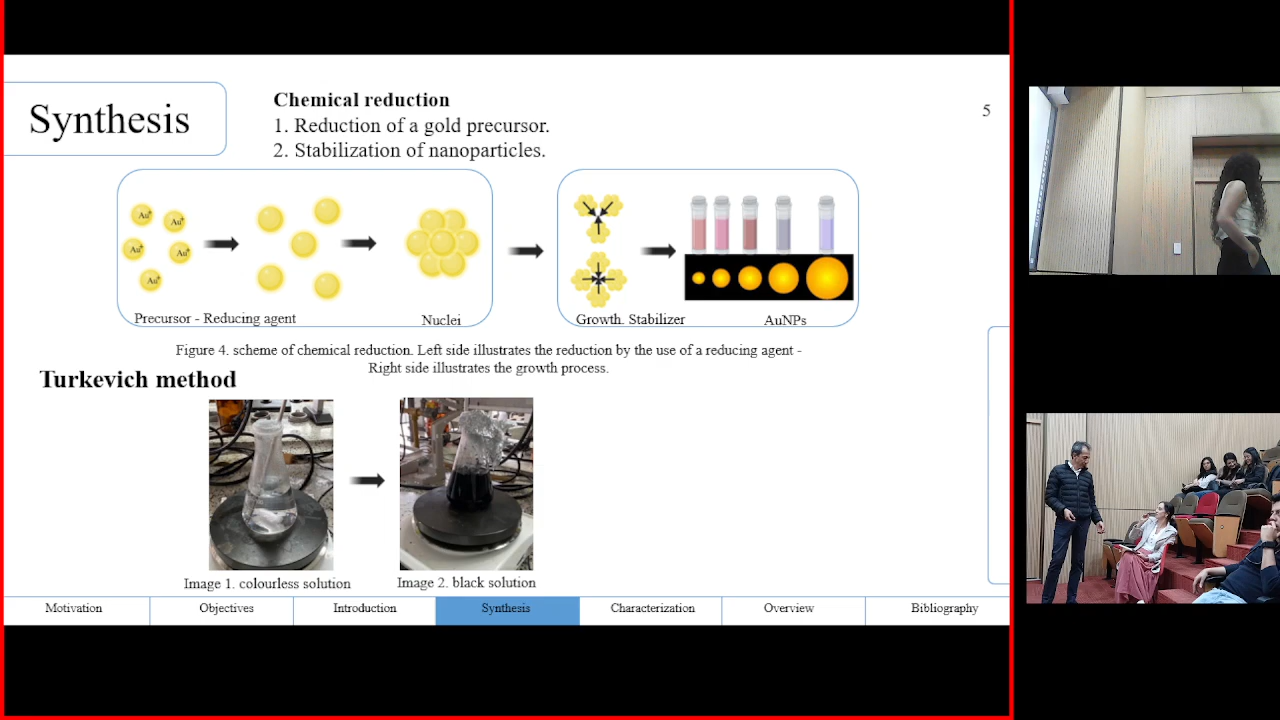 Synthesis
Chemical reduction
1. Reduction of a gold precursor.
2. Stabilization of nanoparticles.
5
Au⁺
Au⁺
Au⁺
Au⁺
Au⁺
Precursor - Reducing agent
Nuclei
Growth. Stabilizer
AuNPs
Figure 4. scheme of chemical reduction. Left side illustrates the reduction by the use of a reducing agent -
Right side illustrates the growth process.
Turkevich method
Image 1. colourless solution
Image 2. black solution
Motivation
Objectives
Introduction
Synthesis
Characterization
Overview
Bibliography